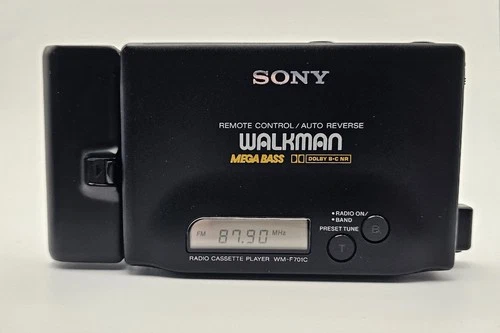 SONY
REMOTE CONTROL/AUTO REVERSE
WALKMAN
MEGA BASS DOLBY B-C NR
• RADIO ON/
• BAND
PRESET TUNE B
T
FM 87.90 MHz
RADIO CASSETTE PLAYER WM-F701C